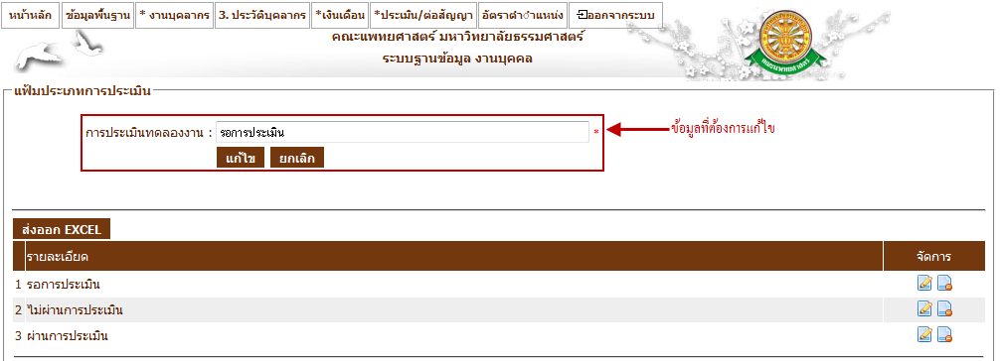 หน้าหลัก ข้อมูลพื้นฐาน * งานบุคลากร 3. ประวัติบุคลากร *เงินเดือน *ประเมิน/ต่อสัญญา อัตราตำแหน่ง ออกจากระบบ
คณะแพทยศาสตร์ มหาวิทยาลัยธรรมศาสตร์
ระบบฐานข้อมูล งานบุคคล
แฟ้มประเภทการประเมิน
การประเมินทดลองงาน : รอการประเมิน * ข้อมูลที่ต้องการแก้ไข
แก้ไข ยกเลิก
ส่งออก EXCEL
รายละเอียด จัดการ
1 รอการประเมิน
2 ไม่ผ่านการประเมิน
3 ผ่านการประเมิน